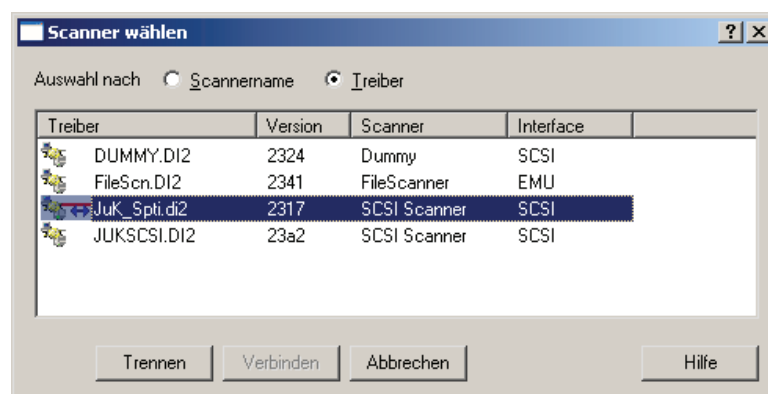 Scanner wählen
Auswahl nach Scannername Treiber
Treiber Version Scanner Interface
DUMMY.DI2 2324 Dummy SCSI
FileScn.DI2 2341 FileScanner EMU
JuK_Spti.di2 2317 SCSI Scanner SCSI
JUKSCSI.DI2 23a2 SCSI Scanner SCSI
Trennen Verbinden Abbrechen Hilfe